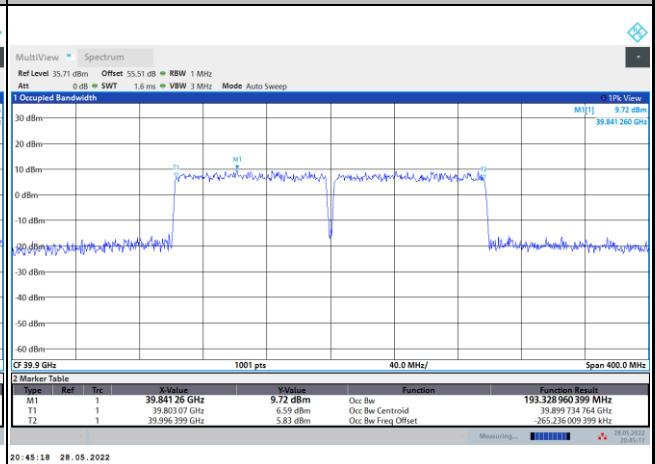 MultiView Spectrum
Ref Level 35.71 dBm Offset 55.51 dB RBW 1 MHz
Att 0 dB SWT 1.6 ms VBW 3 MHz Mode Auto Sweep
1 Occupied Bandwidth 1Pk View
M1[1] 9.72 dBm
39.841 260 GHz
30 dBm
20 dBm
M1
T1 T2
10 dBm
0 dBm
-10 dBm
-20 dBm
-30 dBm
-40 dBm
-50 dBm
-60 dBm
CF 39.9 GHz 1001 pts 40.0 MHz/ Span 400.0 MHz
2 Marker Table
Type Ref Trc X-Value Y-Value Function Function Result
M1 1 39.841 26 GHz 9.72 dBm Occ Bw 193.328 960 399 MHz
T1 1 39.803 07 GHz 6.59 dBm Occ Bw Centroid 39.899 734 764 GHz
T2 1 39.996 399 GHz 5.83 dBm Occ Bw Freq Offset -265.236 009 399 kHz
Measuring... 28.05.2022
20:45:17
20:45:18 28.05.2022